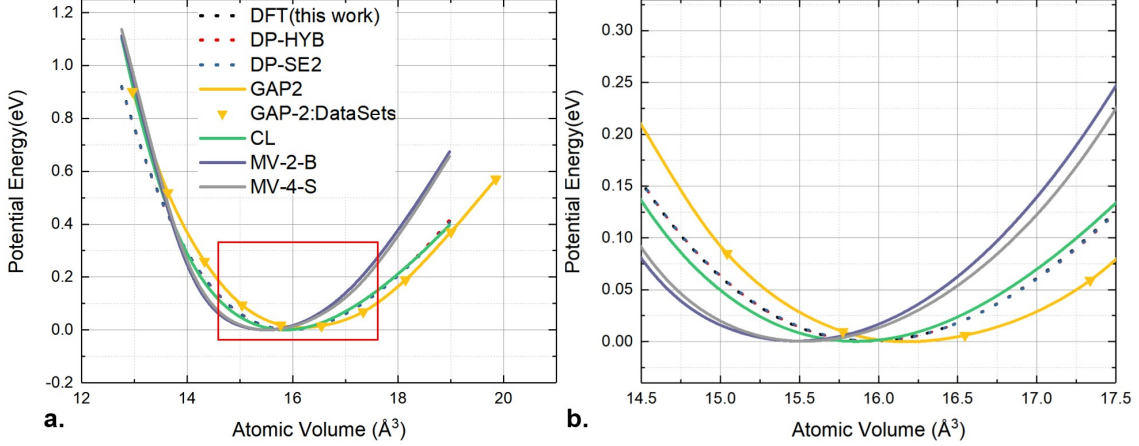 DFT(this work)
DP-HYB
DP-SE2
GAP2
GAP-2:DataSets
CL
MV-2-B
MV-4-S
Potential Energy(eV)
1.2
1.0
0.8
0.6
0.4
0.2
0.0
-0.2
12 14 16 18 20
Atomic Volume (Å³)
a.
Potential Energy(eV)
0.30
0.25
0.20
0.15
0.10
0.05
0.00
14.5 15.0 15.5 16.0 16.5 17.0 17.5
Atomic Volume (Å³)
b.